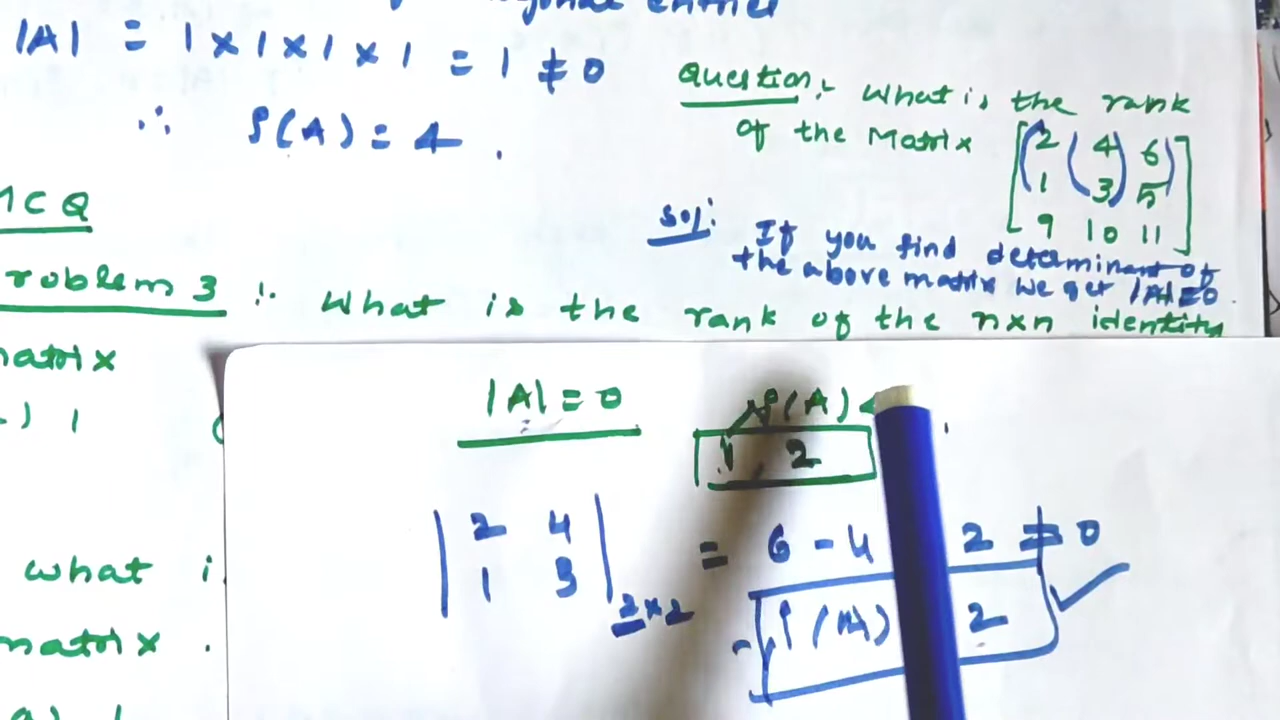 |A| = 1 x 1 x 1 x 1 = 1 ≠ 0
∴ ρ(A) = 4 .
MCQ
roblem 3 :- What is the rank of the nxn identity
matrix
) 1
what i
matrix .
Question:- What is the rank
of the Matrix
2 4 6
1 3 5
9 10 11
Sol: If you find determinant of
the above matrix we get |A|=0.
|A| = 0
ρ(A) <
1, 2
| 2 4 |
| 1 3 | 2x2
= 6 - 4 2 ≠ 0
ρ(A) 2